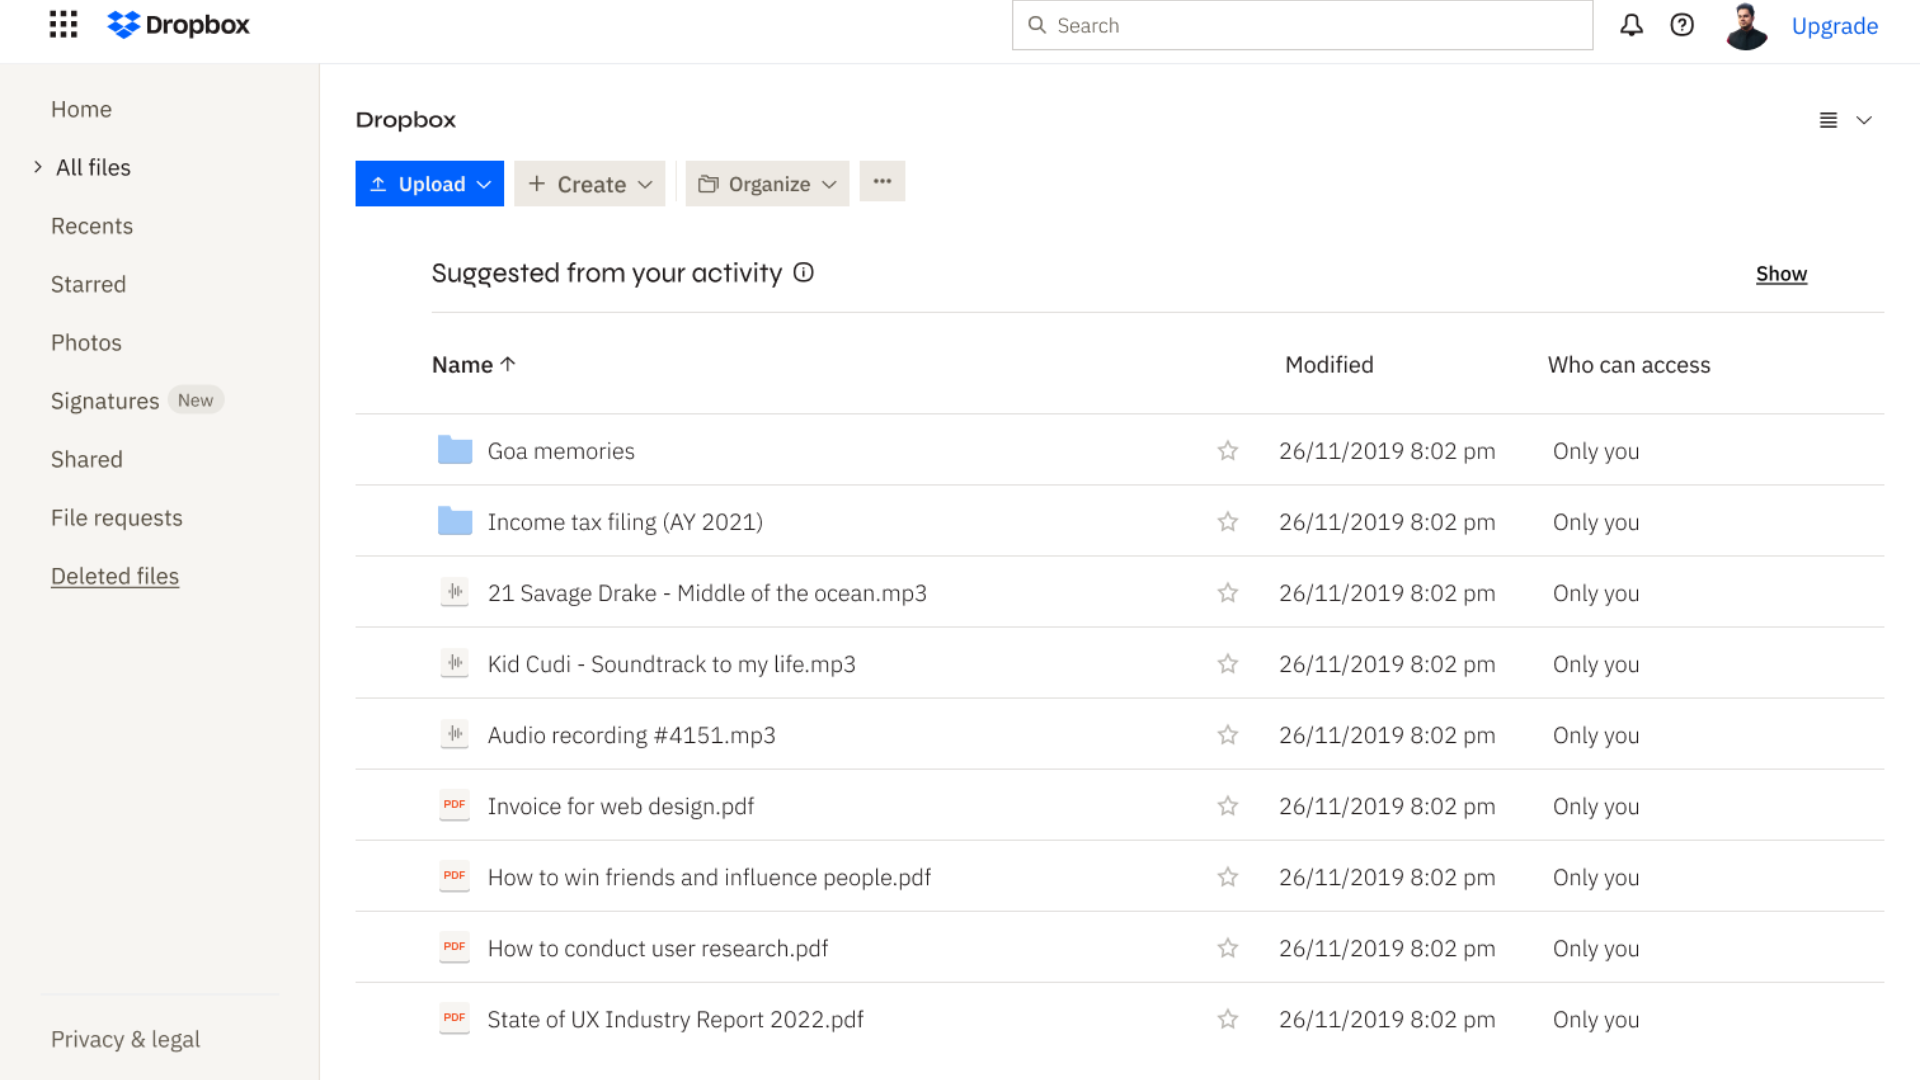 Dropbox
Search
Upgrade
Home
All files
Recents
Starred
Photos
Signatures New
Shared
File requests
Deleted files
Privacy & legal
Dropbox
Upload
Create
Organize
Suggested from your activity
Show
Name Modified Who can access
Goa memories 26/11/2019 8:02 pm Only you
Income tax filing (AY 2021) 26/11/2019 8:02 pm Only you
21 Savage Drake - Middle of the ocean.mp3 26/11/2019 8:02 pm Only you
Kid Cudi - Soundtrack to my life.mp3 26/11/2019 8:02 pm Only you
Audio recording #4151.mp3 26/11/2019 8:02 pm Only you
PDF Invoice for web design.pdf 26/11/2019 8:02 pm Only you
PDF How to win friends and influence people.pdf 26/11/2019 8:02 pm Only you
PDF How to conduct user research.pdf 26/11/2019 8:02 pm Only you
PDF State of UX Industry Report 2022.pdf 26/11/2019 8:02 pm Only you